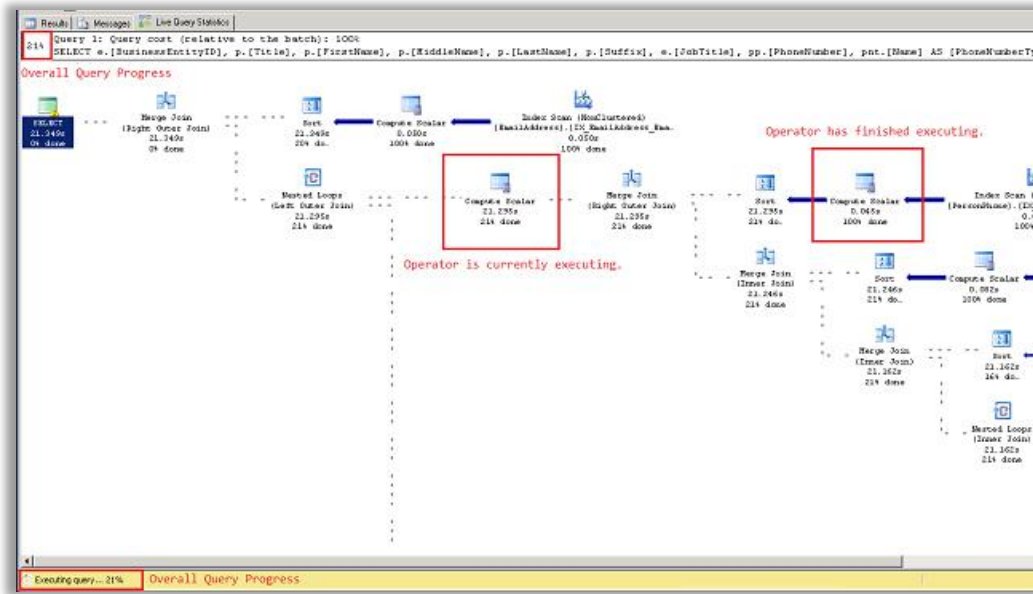 Results Messages Live Query Statistics
21% Query 1: Query cost (relative to the batch): 100%
SELECT e.[BusinessEntityID], p.[Title], p.[FirstName], p.[MiddleName], p.[LastName], p.[Suffix], e.[JobTitle], pp.[PhoneNumber], pnt.[Name] AS [PhoneNumberTy
Overall Query Progress
SELECT
21.349s
0% done
Merge Join
(Right Outer Join)
21.349s
0% done
Sort
21.349s
20% do…
Compute Scalar
0.050s
100% done
Index Scan (NonClustered)
[EmailAddress].[IX_EmailAddress_Ema…
0.050s
100% done
Operator has finished executing.
Nested Loops
(Left Outer Join)
21.295s
21% done
Compute Scalar
21.295s
21% done
Merge Join
(Right Outer Join)
21.295s
21% done
Sort
21.295s
21% do…
Compute Scalar
0.065s
100% done
Index Scan (
[PersonPhone].[IX
0.0
100%
Operator is currently executing.
Merge Join
(Inner Join)
21.246s
21% done
Sort
21.246s
21% do…
Compute Scalar
0.082s
100% done
Merge Join
(Inner Join)
21.162s
21% done
Sort
21.162s
16% do…
Nested Loops
(Inner Join)
21.162s
21% done
Executing query... 21% Overall Query Progress